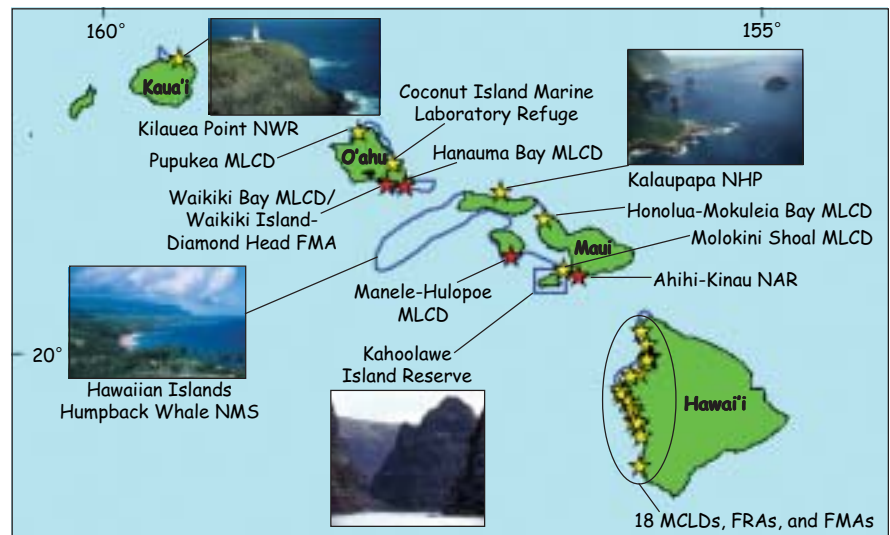 160°
155°
Kaua'i
Kilauea Point NWR
Coconut Island Marine
Laboratory Refuge
Pupukea MLCD
O'ahu
Hanauma Bay MLCD
Kalaupapa NHP
Waikiki Bay MLCD/
Waikiki Island-
Diamond Head FMA
Honolua-Mokuleia Bay MLCD
Molokini Shoal MLCD
Maui
Ahihi-Kinau NAR
Manele-Hulopoe
MLCD
20°
Kahoolawe
Island Reserve
Hawaiian Islands
Humpback Whale NMS
Hawai'i
18 MCLDs, FRAs, and FMAs